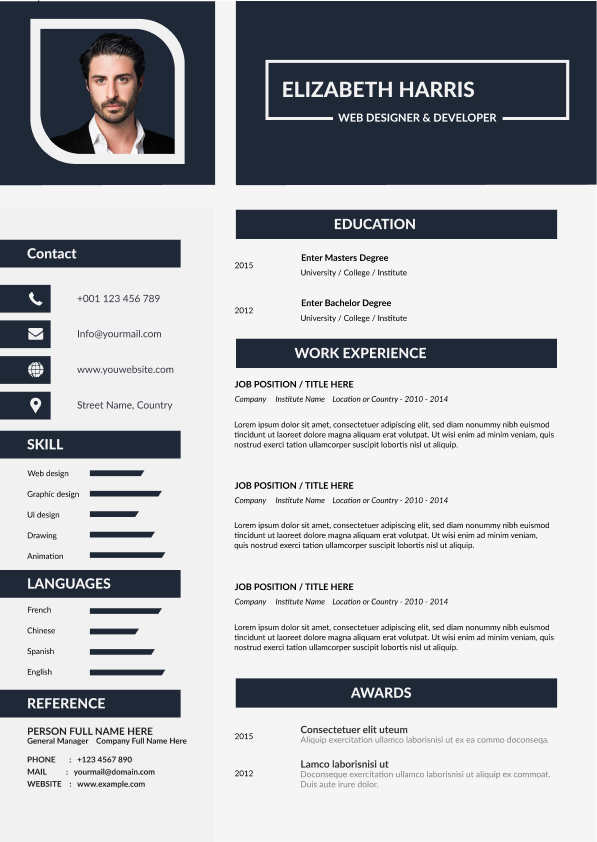 ELIZABETH HARRIS
WEB DESIGNER & DEVELOPER
Contact
+001 123 456 789
Info@yourmail.com
www.youwebsite.com
Street Name, Country
SKILL
Web design
Graphic design
Ui design
Drawing
Animation
LANGUAGES
French
Chinese
Spanish
English
REFERENCE
PERSON FULL NAME HERE
General Manager Company Full Name Here
PHONE : +123 4567 890
MAIL : yourmail@domain.com
WEBSITE : www.example.com
EDUCATION
2015
Enter Masters Degree
University / College / Institute
2012
Enter Bachelor Degree
University / College / Institute
WORK EXPERIENCE
JOB POSITION / TITLE HERE
Company Institute Name Location or Country - 2010 - 2014
Lorem ipsum dolor sit amet, consectetuer adipiscing elit, sed diam nonummy nibh euismod
tincidunt ut laoreet dolore magna aliquam erat volutpat. Ut wisi enim ad minim veniam, quis
nostrud exerci tation ullamcorper suscipit lobortis nisl ut aliquip.
JOB POSITION / TITLE HERE
Company Institute Name Location or Country - 2010 - 2014
Lorem ipsum dolor sit amet, consectetuer adipiscing elit, sed diam nonummy nibh euismod
tincidunt ut laoreet dolore magna aliquam erat volutpat. Ut wisi enim ad minim veniam,
quis nostrud exerci tation ullamcorper suscipit lobortis nisl ut aliquip.
JOB POSITION / TITLE HERE
Company Institute Name Location or Country - 2010 - 2014
Lorem ipsum dolor sit amet, consectetuer adipiscing elit, sed diam nonummy nibh euismod
tincidunt ut laoreet dolore magna aliquam erat volutpat. Ut wisi enim ad minim veniam, quis
nostrud exerci tation ullamcorper suscipit lobortis nisl ut aliquip.
AWARDS
2015
Consectetuer elit uteum
Aliquip exercitation ullamco laborisnisi ut ex ea commo doconseqa.
2012
Lamco laborisnisi ut
Doconseque exercitation ullamco laborisnisi ut aliquip ex commoat.
Duis aute irure dolor.